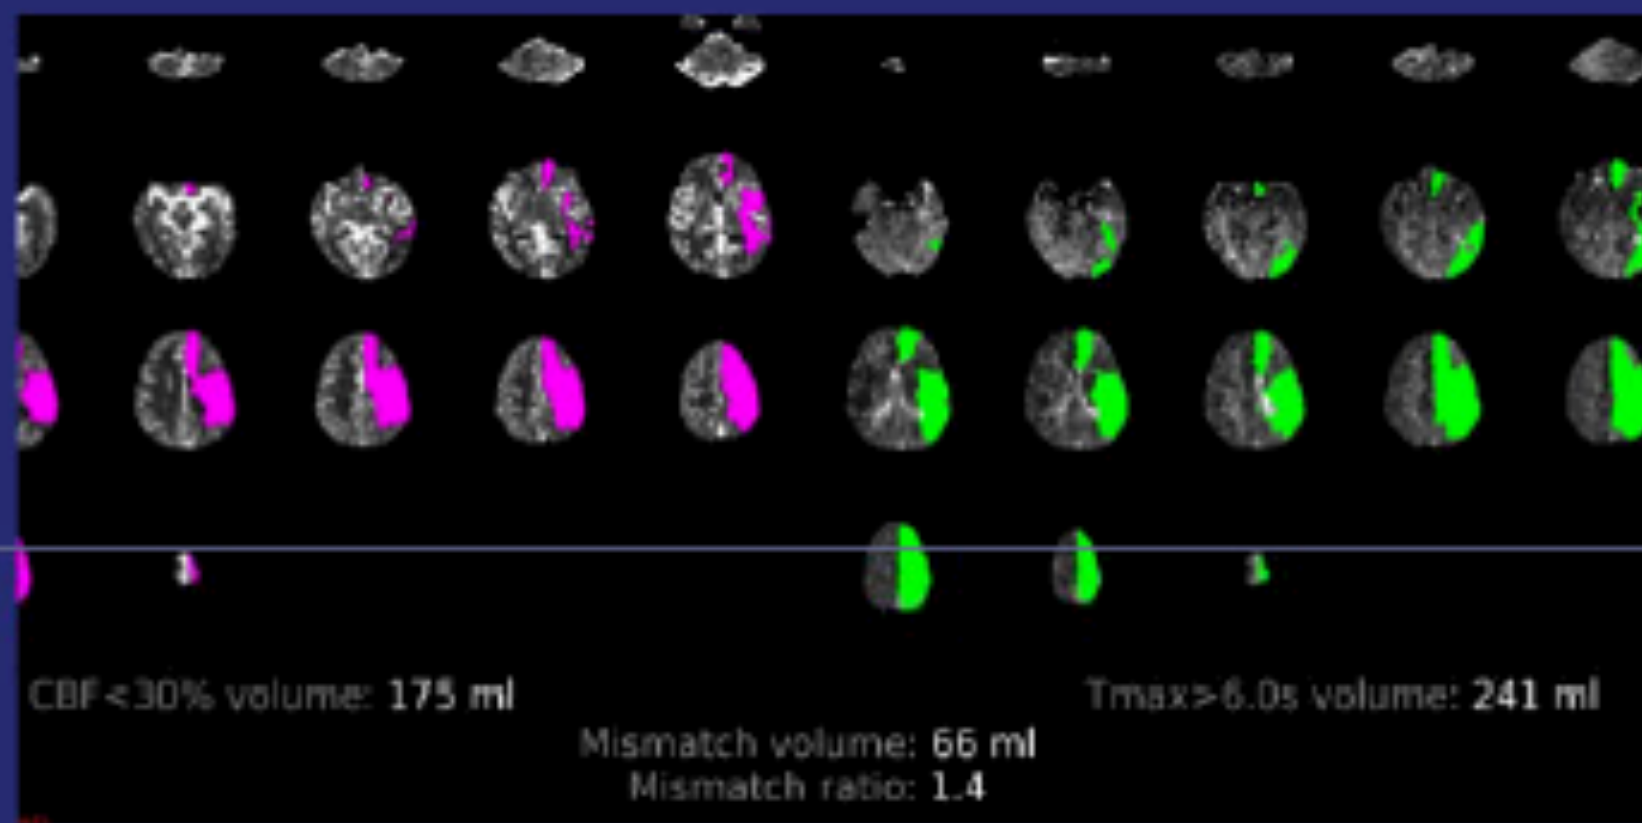 CBF<30% volume: 175 ml
Tmax>6.0s volume: 241 ml
Mismatch volume: 66 ml
Mismatch ratio: 1.4